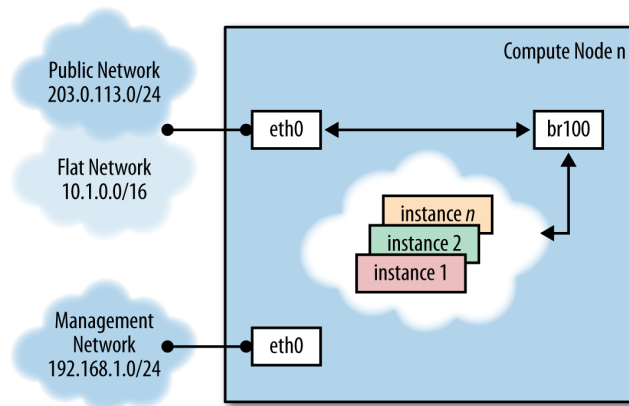 Compute Node n
Public Network
203.0.113.0/24
eth0
br100
Flat Network
10.1.0.0/16
instance n
instance 2
instance 1
Management
Network
192.168.1.0/24
eth0